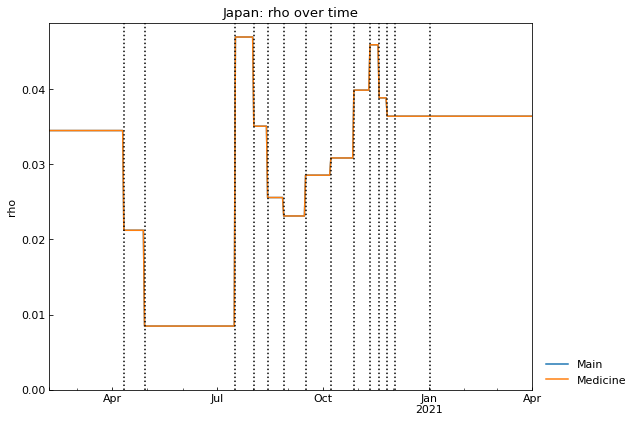 Japan: rho over time
0.04
0.03
0.02
0.01
0.00
rho
Apr
Jul
Oct
Jan
2021
Apr
Main
Medicine